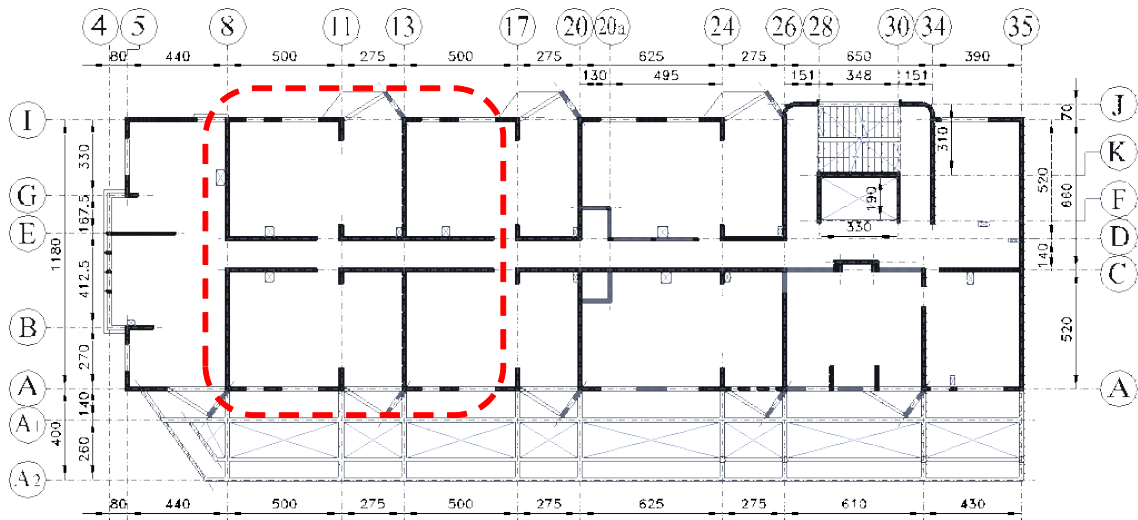 4 5 8 11 13 17 20 20a 24 26 28 30 34 35
80 440 500 275 500 275 625 275 650 390
130 495 151 348 151
I J
70
330 310
K
G 520 660
167.5 190 F
E 330
D
1180 140
412.5 C
B 520
270
A A
140
A1
400 260
A2
80 440 500 275 500 275 625 275 610 430